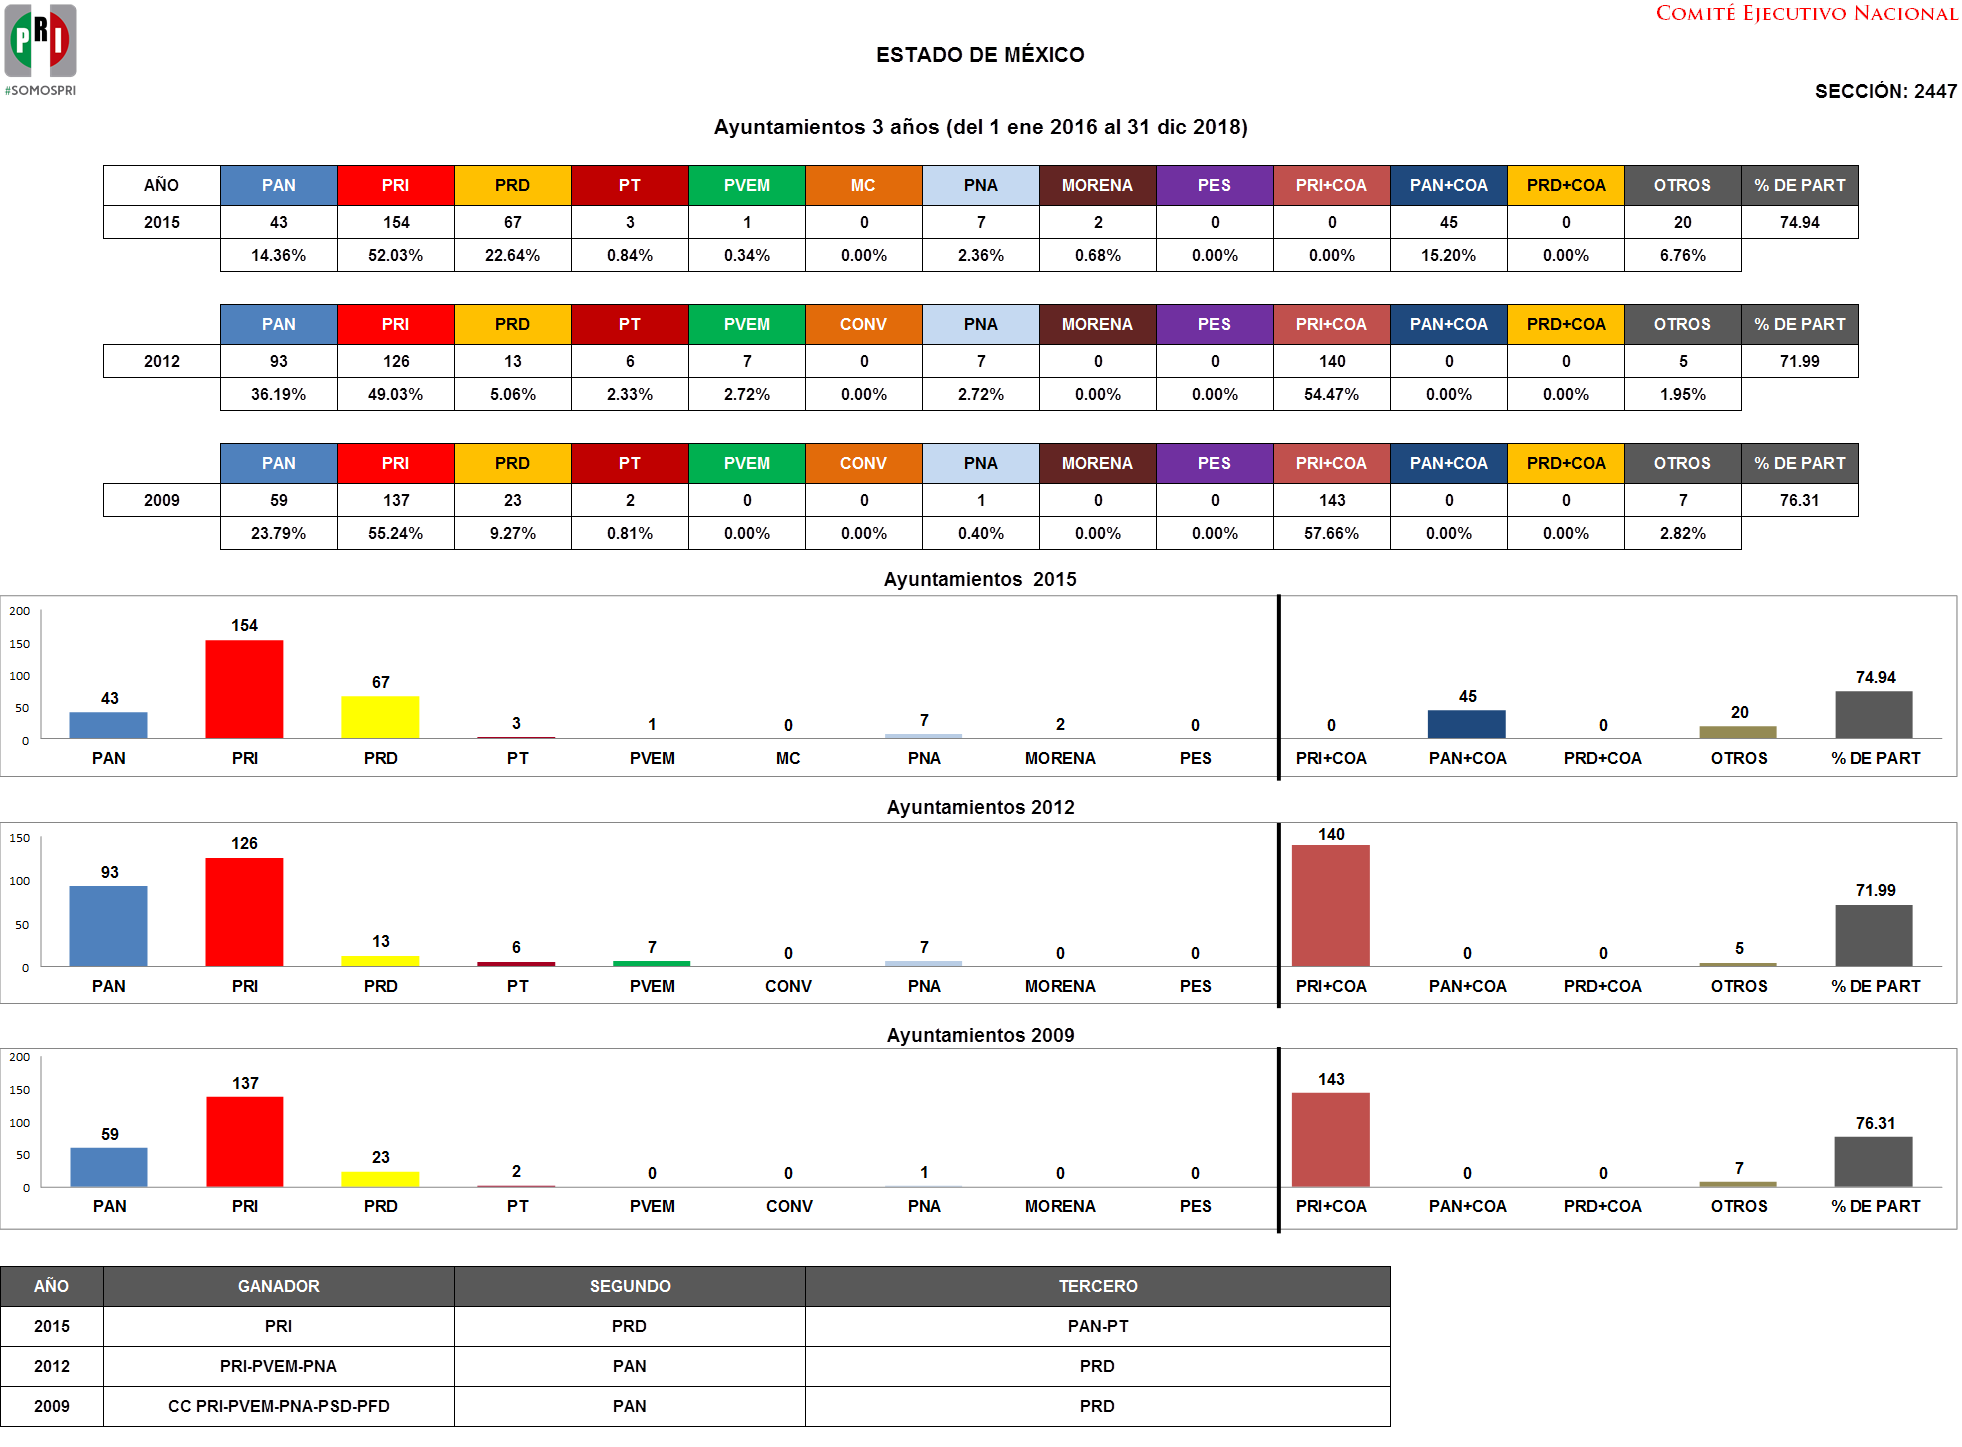 PRI
#SOMOSPRI
COMITÉ EJECUTIVO NACIONAL
ESTADO DE MÉXICO
SECCIÓN: 2447
Ayuntamientos 3 años (del 1 ene 2016 al 31 dic 2018)
AÑO PAN PRI PRD PT PVEM MC PNA MORENA PES PRI+COA PAN+COA PRD+COA OTROS % DE PART
2015 43 154 67 3 1 0 7 2 0 0 45 0 20 74.94
14.36% 52.03% 22.64% 0.84% 0.34% 0.00% 2.36% 0.68% 0.00% 0.00% 15.20% 0.00% 6.76%
PAN PRI PRD PT PVEM CONV PNA MORENA PES PRI+COA PAN+COA PRD+COA OTROS % DE PART
2012 93 126 13 6 7 0 7 0 0 140 0 0 5 71.99
36.19% 49.03% 5.06% 2.33% 2.72% 0.00% 2.72% 0.00% 0.00% 54.47% 0.00% 0.00% 1.95%
PAN PRI PRD PT PVEM CONV PNA MORENA PES PRI+COA PAN+COA PRD+COA OTROS % DE PART
2009 59 137 23 2 0 0 1 0 0 143 0 0 7 76.31
23.79% 55.24% 9.27% 0.81% 0.00% 0.00% 0.40% 0.00% 0.00% 57.66% 0.00% 0.00% 2.82%
Ayuntamientos 2015
200
150
100
50
0
43 154 67 3 1 0 7 2 0 0 45 0 20 74.94
PAN PRI PRD PT PVEM MC PNA MORENA PES PRI+COA PAN+COA PRD+COA OTROS % DE PART
Ayuntamientos 2012
150
100
50
0
93 126 13 6 7 0 7 0 0 140 0 0 5 71.99
PAN PRI PRD PT PVEM CONV PNA MORENA PES PRI+COA PAN+COA PRD+COA OTROS % DE PART
Ayuntamientos 2009
200
150
100
50
0
59 137 23 2 0 0 1 0 0 143 0 0 7 76.31
PAN PRI PRD PT PVEM CONV PNA MORENA PES PRI+COA PAN+COA PRD+COA OTROS % DE PART
AÑO GANADOR SEGUNDO TERCERO
2015 PRI PRD PAN-PT
2012 PRI-PVEM-PNA PAN PRD
2009 CC PRI-PVEM-PNA-PSD-PFD PAN PRD